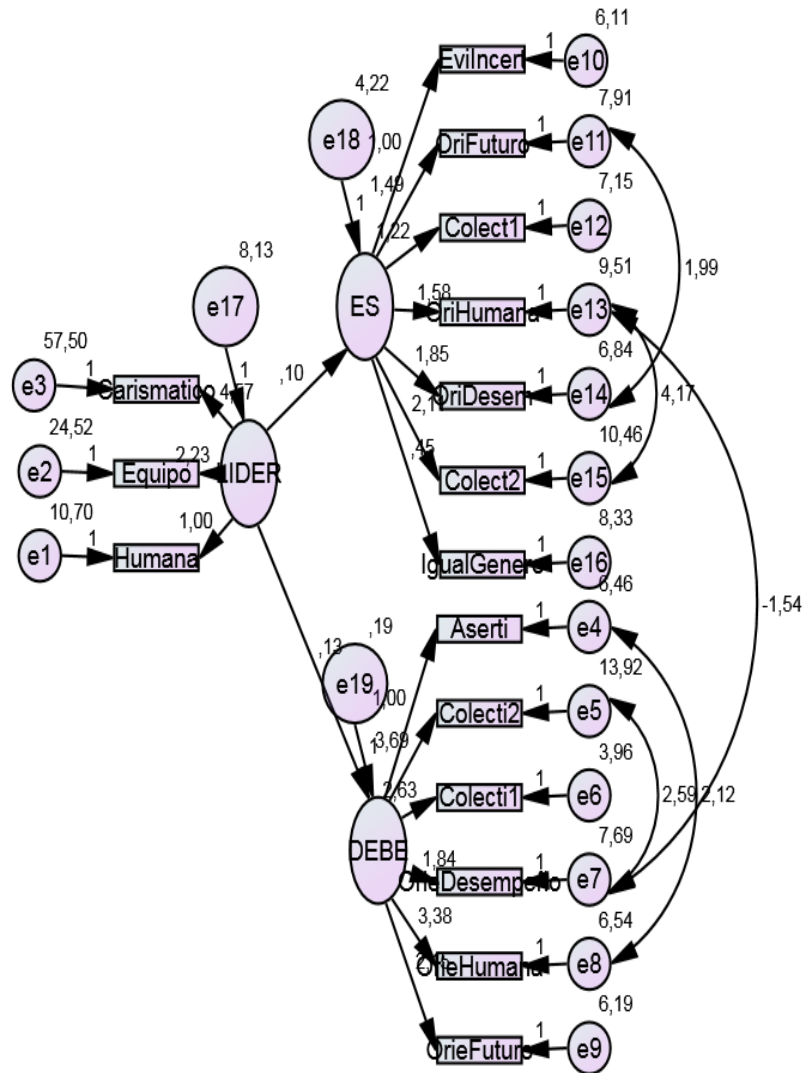 6,11
1
e10
EviIncert
4,22
7,91
e18
1,00
1
e11
OriFuturo
1,49
7,15
1
1,22
Colect1
1
e12
8,13
9,51
ES
1,58
OriHumana
1
e13
1,99
e17
57,50
1,85
6,84
1
Carismatico
4,57
1
,10
OriDesem
1
e14
4,17
e3
24,52
,45
10,46
1
Equipo
2,23
LIDER
Colect2
1
e15
e2
10,70
8,33
1
Humana
1,00
IgualGenero
1
e16
e1
6,46
-1,54
Aserti
1
e4
,13
,19
13,92
e19
1,00
Colecti2
1
e5
1
3,69
3,96
2,63
Colecti1
1
e6
2,59
2,12
7,69
DEBE
1,84
OrieDesempeño
1
e7
3,38
6,54
OrieHumana
1
e8
6,19
OrieFuturo
1
e9